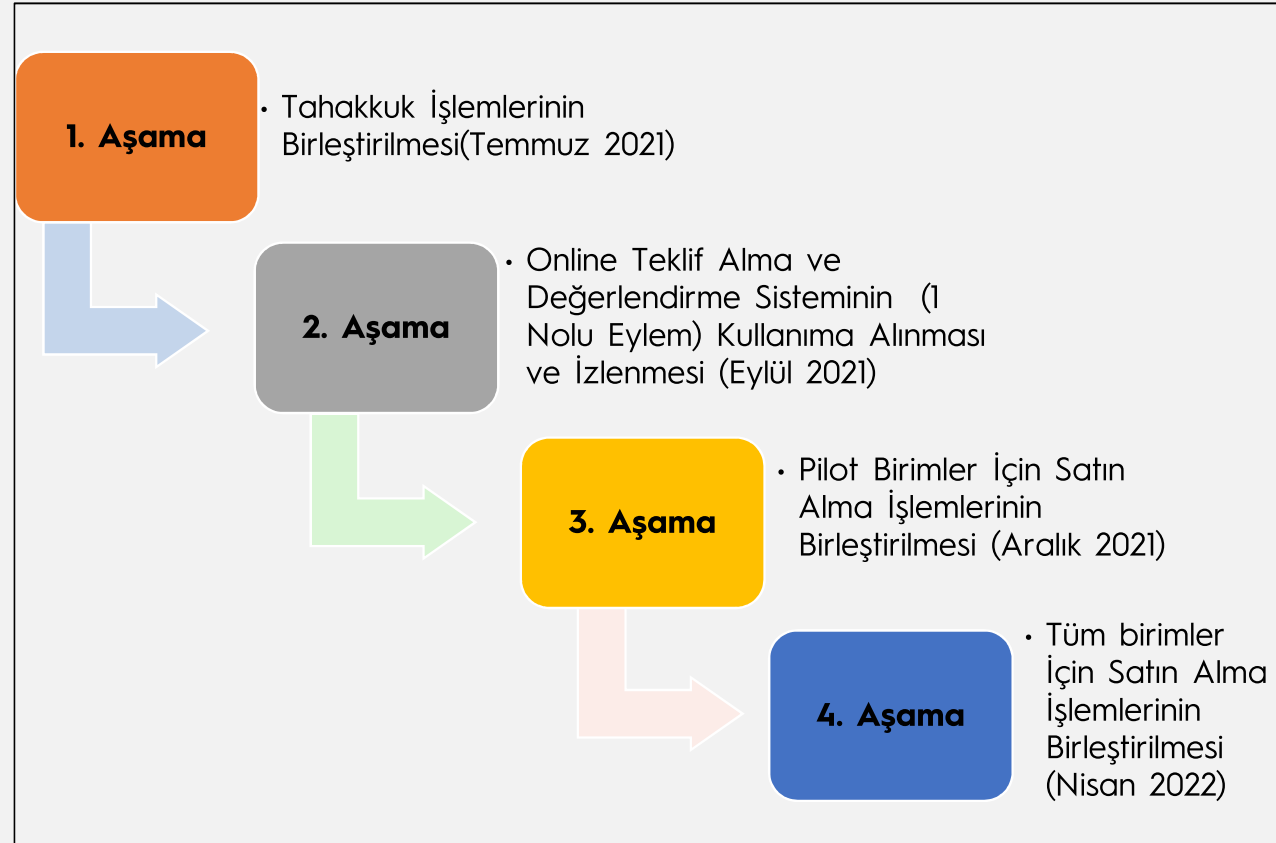 1. Aşama
• Tahakkuk İşlemlerinin
Birleştirilmesi(Temmuz 2021)
2. Aşama
• Online Teklif Alma ve
Değerlendirme Sisteminin (1
Nolu Eylem) Kullanıma Alınması
ve İzlenmesi (Eylül 2021)
3. Aşama
• Pilot Birimler İçin Satın
Alma İşlemlerinin
Birleştirilmesi (Aralık 2021)
4. Aşama
• Tüm birimler
İçin Satın Alma
İşlemlerinin
Birleştirilmesi
(Nisan 2022)